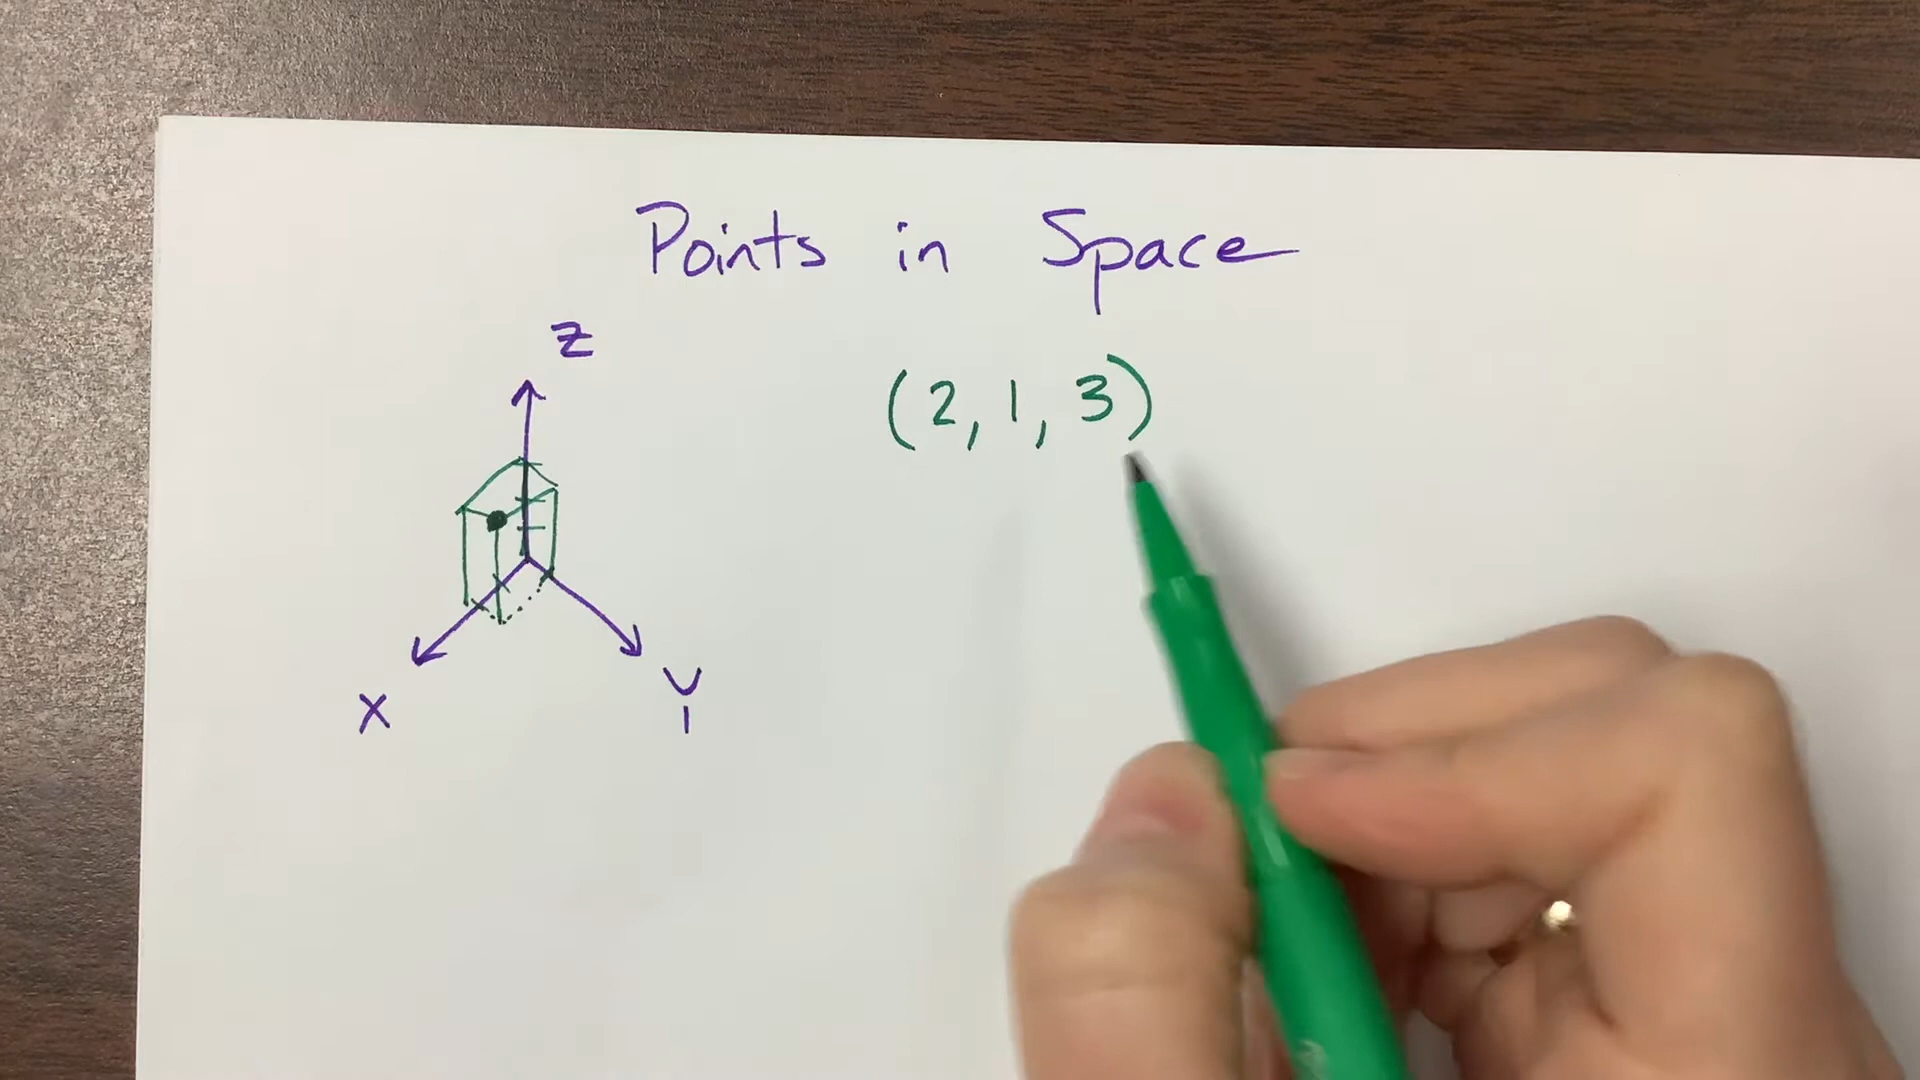 Points in Space
Z
(2, 1, 3)
X
Y